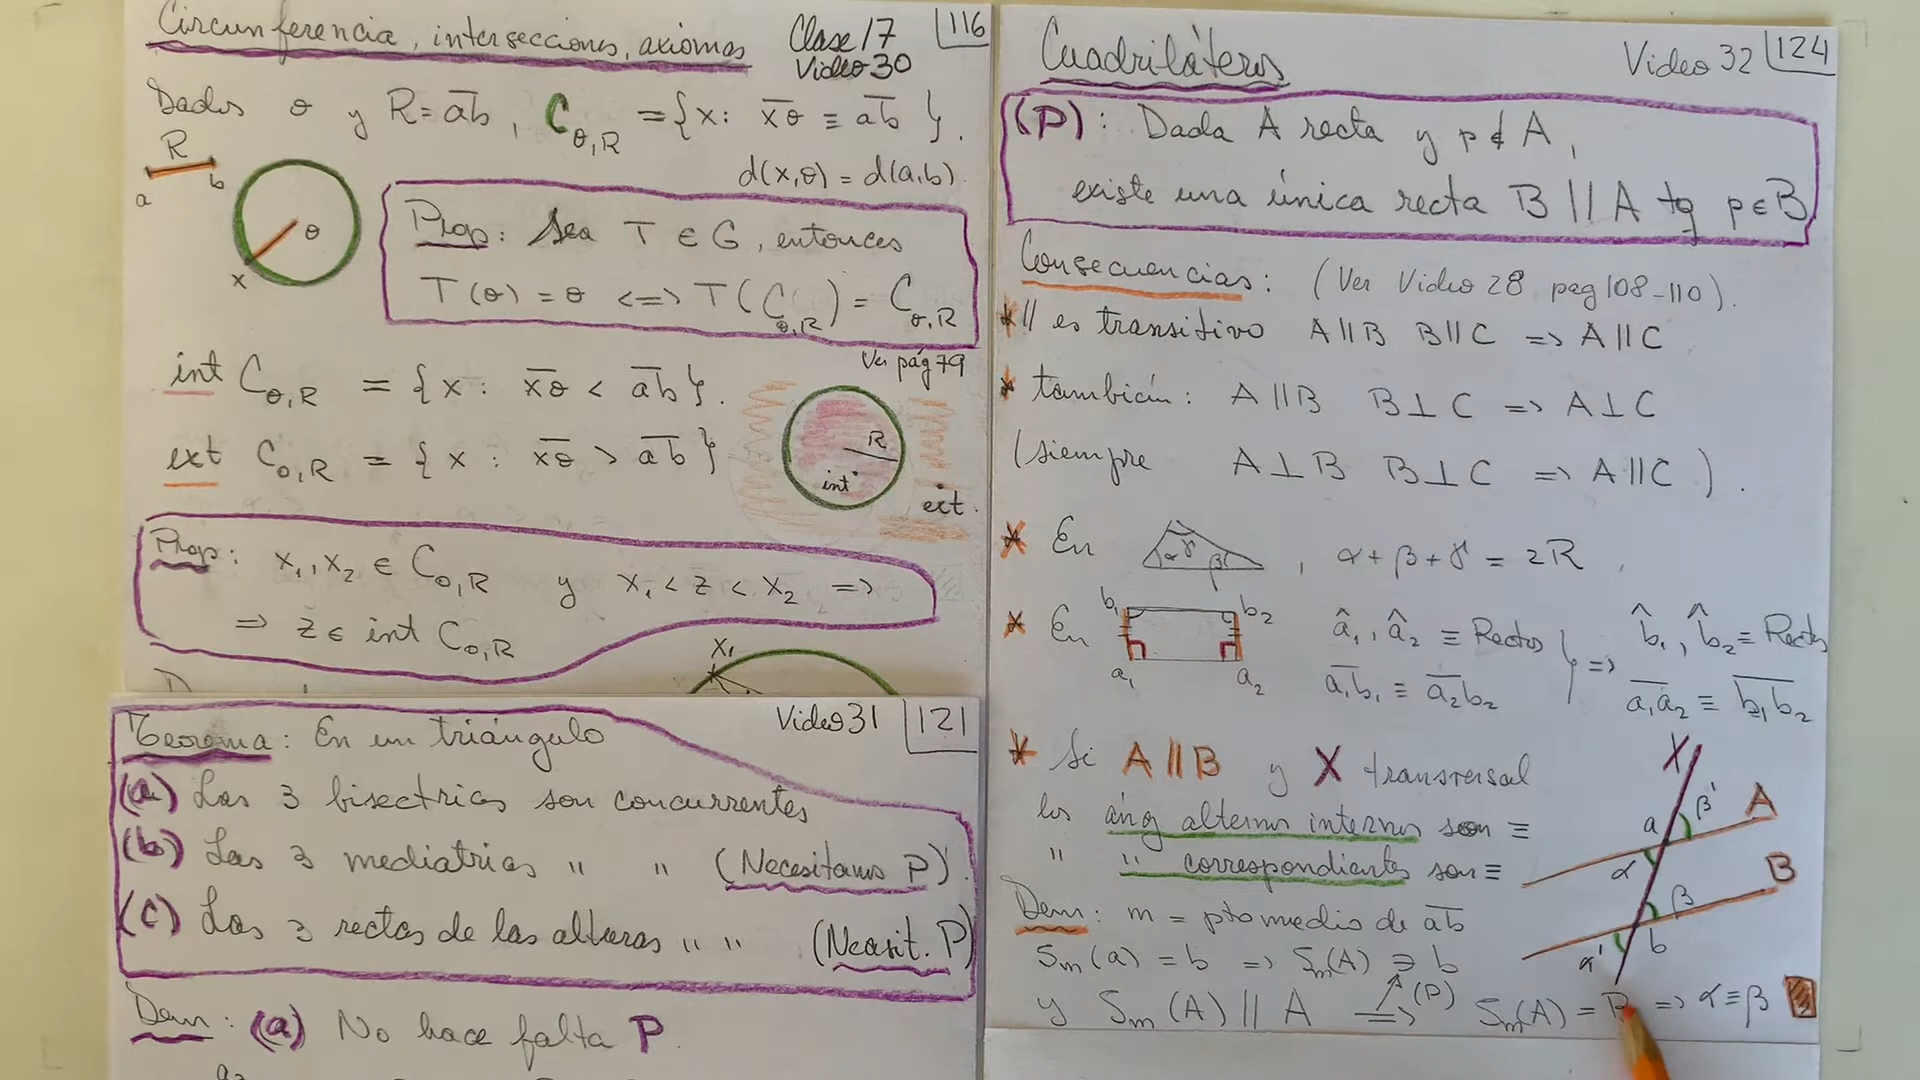 Circunferencia, intersecciones, axiomas Clase 17 116
Video 30
Dados θ y R = ab, C θ,R = {x: xθ ≡ ab}.
d(x,θ) = d(a,b)
R
a b
θ
x
Prop: Sea T ∈ G, entonces
T(θ) = θ <=> T(C θ,R) = C θ,R
Ver pág 79
int C θ,R = {x: xθ < ab}.
ext C θ,R = {x: xθ > ab}
R
int
ext.
Prop: x1, x2 ∈ C θ,R y x1 < z < x2 =>
=> z ∈ int C θ,R
x1
Teorema: En un triángulo Video 31 121
(a) Las 3 bisectrices son concurrentes
(b) Las 3 mediatrices " " (Necesitamos P).
(c) Las 3 rectas de las alturas " " (Necesit. P)
Dem: (a) No hace falta P.
a2
Cuadriláteros Video 32 124
(P): Dada A recta y p ∉ A,
existe una única recta B // A tq p ∈ B
Consecuencias: (Ver Video 28 pag 108-110).
* // es transitivo A // B B // C => A // C
* también: A // B B ⊥ C => A ⊥ C
(siempre A ⊥ B B ⊥ C => A // C).
* En α γ β, α + β + γ = 2R,
* En b1 b2 a1 a2 â1, â2 ≡ Rectos } => b̂1, b̂2 = Rectos
a1b1 ≡ a2b2 a1a2 ≡ b1b2
* Si A // B y X transversal
los áng alternos internos son ≡
" " correspondientes son ≡
X
β' A
a
α
B
β
b
α'
Dem: m = pto medio de ab
Sm(a) = b => Sm(A) ∋ b
y Sm(A) // A => (P) Sm(A) = B => α ≡ β